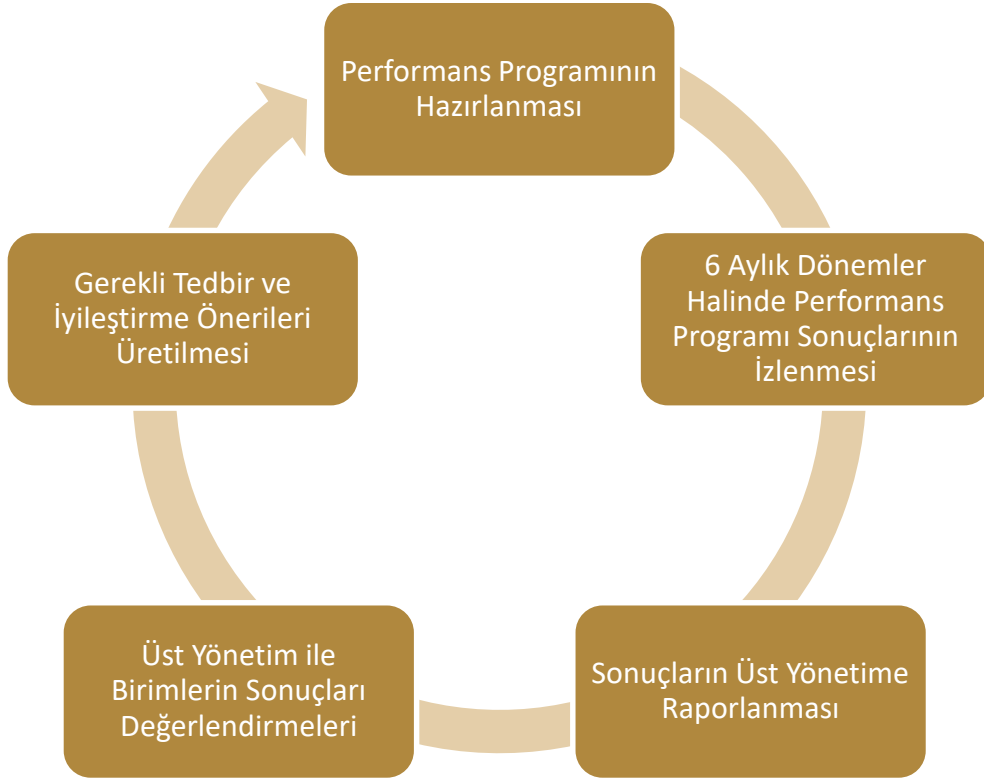 Performans Programının
Hazırlanması
6 Aylık Dönemler
Halinde Performans
Programı Sonuçlarının
İzlenmesi
Sonuçların Üst Yönetime
Raporlanması
Üst Yönetim ile
Birimlerin Sonuçları
Değerlendirmeleri
Gerekli Tedbir ve
İyileştirme Önerileri
Üretilmesi